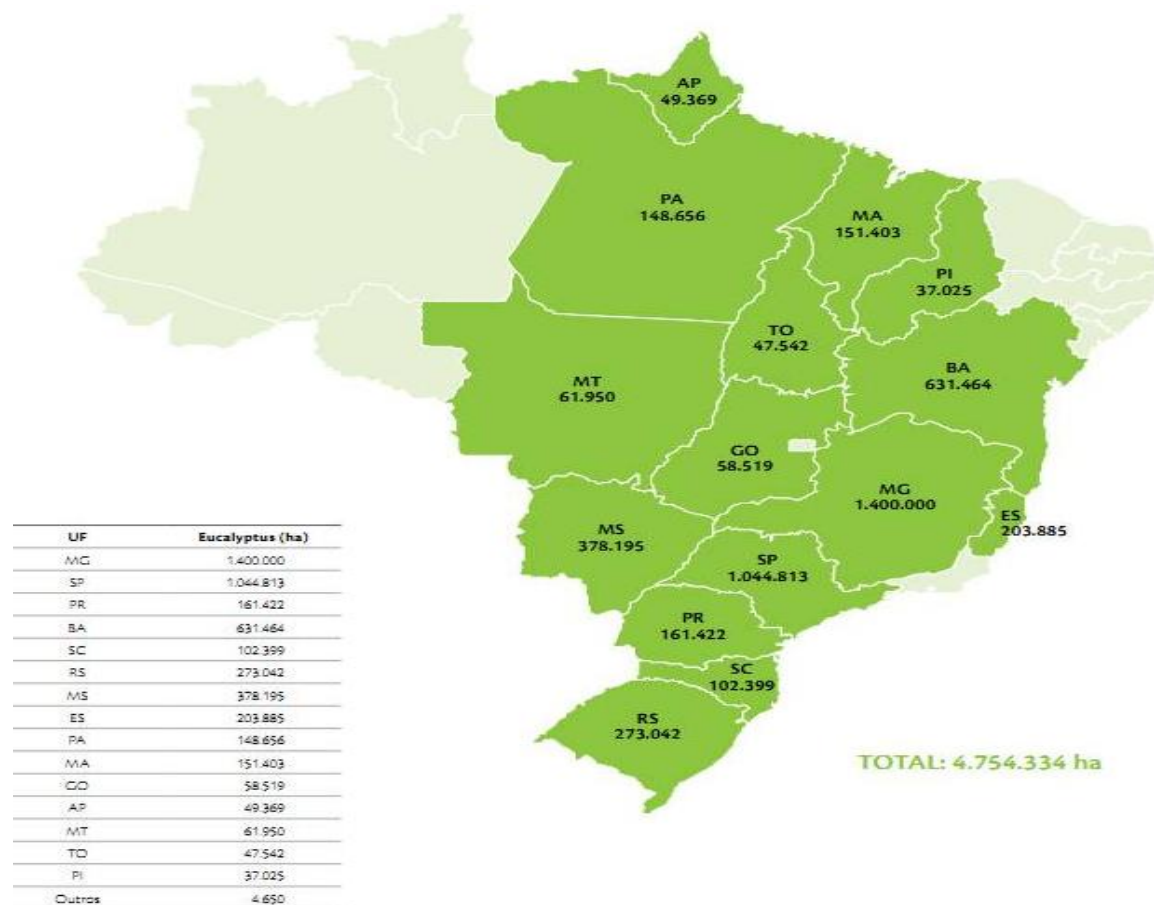 AP
49.369
PA
148.656
MA
151.403
PI
37.025
TO
47.542
BA
631.464
MT
61.950
GO
58.519
MG
1.400.000
ES
203.885
MS
378.195
SP
1.044.813
PR
161.422
SC
102.399
RS
273.042
TOTAL: 4.754.334 ha
UF Eucalyptus (ha)
MG 1.400.000
SP 1.044.813
PR 161.422
BA 631.464
SC 102.399
RS 273.042
MS 378.195
ES 203.885
PA 148.656
MA 151.403
GO 58.519
AP 49.369
MT 61.950
TO 47.542
PI 37.025
Outros 4.650